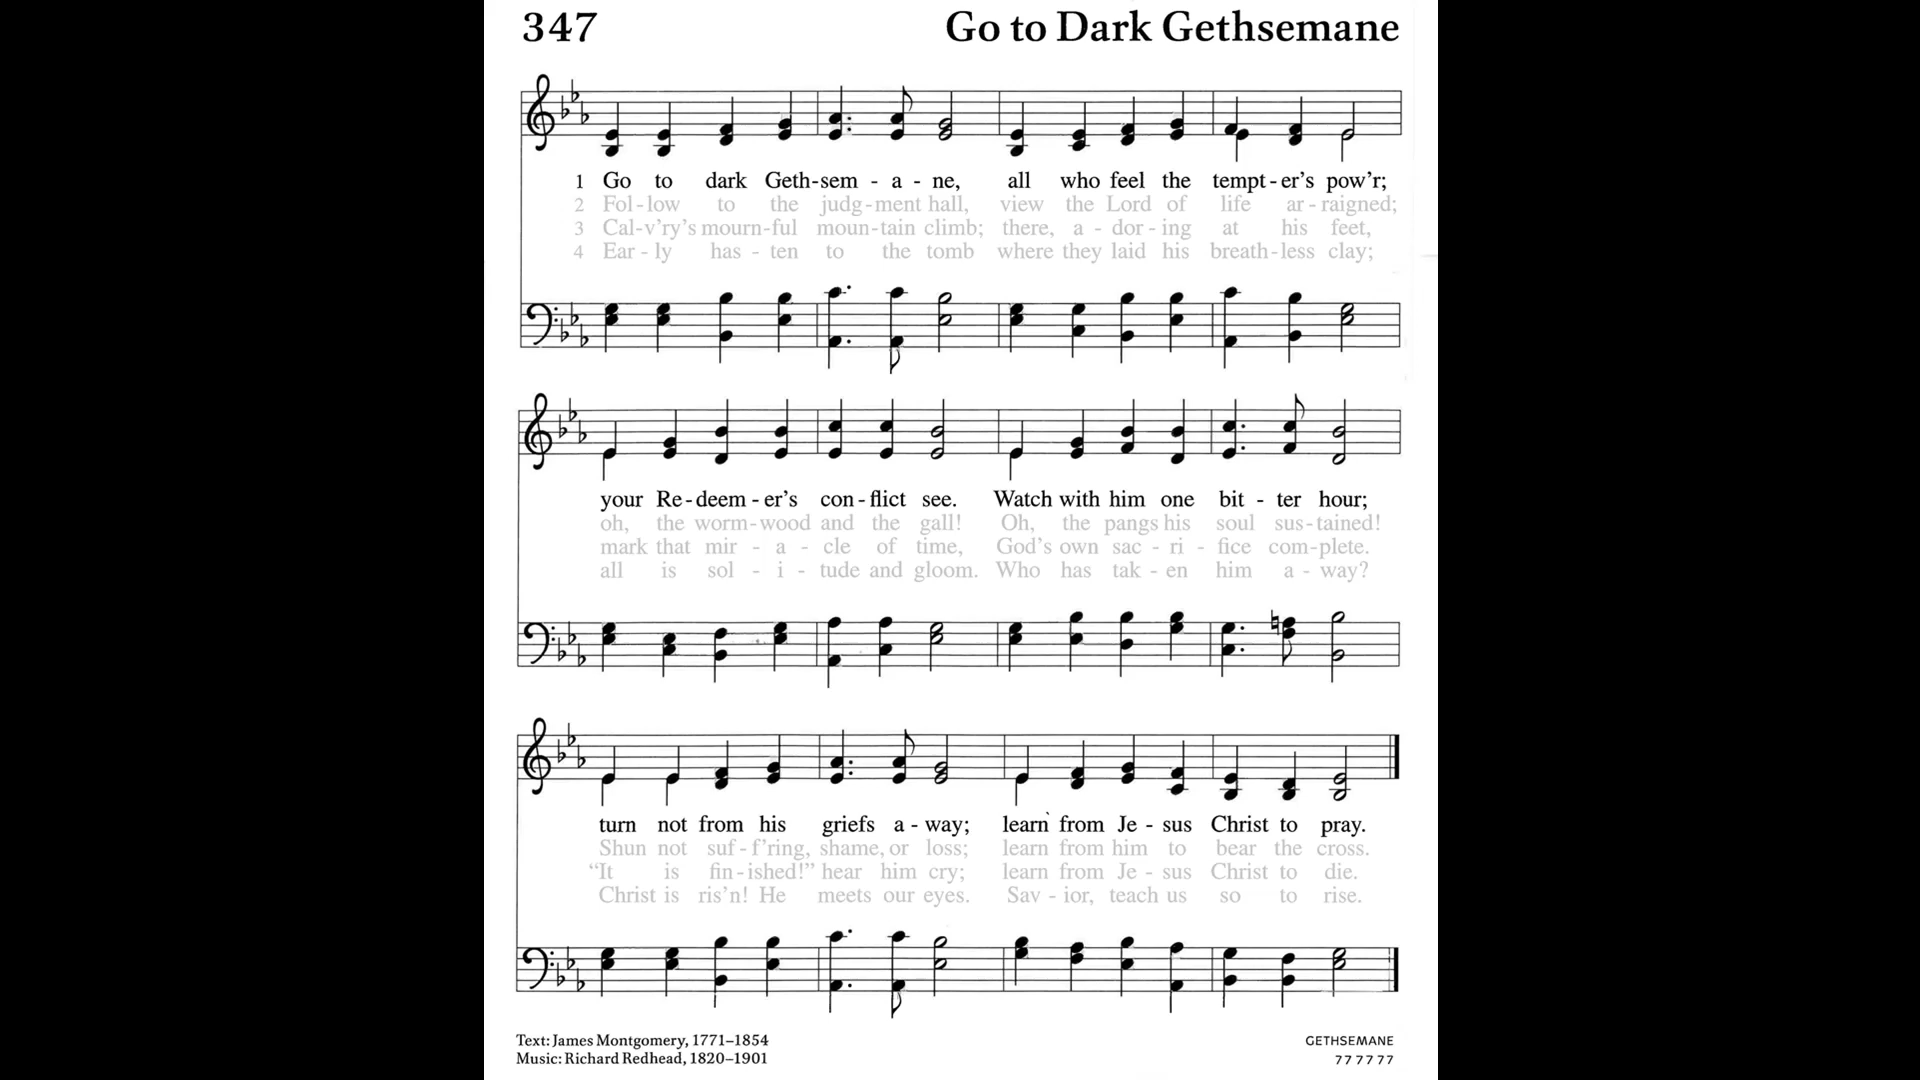 347 Go to Dark Gethsemane
1 Go to dark Geth-sem - a - ne, all who feel the tempt-er’s pow’r;
2 Fol-low to the judg-ment hall, view the Lord of life ar-raigned;
3 Cal-v’ry’s mourn-ful moun-tain climb; there, a - dor-ing at his feet,
4 Ear - ly has - ten to the tomb where they laid his breath-less clay;
your Re-deem-er’s con-flict see. Watch with him one bit - ter hour;
oh, the worm-wood and the gall! Oh, the pangs his soul sus-tained!
mark that mir - a - cle of time, God’s own sac - ri - fice com-plete.
all is sol - i - tude and gloom. Who has tak - en him a - way?
turn not from his griefs a - way; learn from Je - sus Christ to pray.
Shun not suf-f’ring, shame, or loss; learn from him to bear the cross.
“It is fin-ished!” hear him cry; learn from Je - sus Christ to die.
Christ is ris’n! He meets our eyes. Sav - ior, teach us so to rise.
Text: James Montgomery, 1771–1854
Music: Richard Redhead, 1820–1901
GETHSEMANE
7 7 7 7 7 7